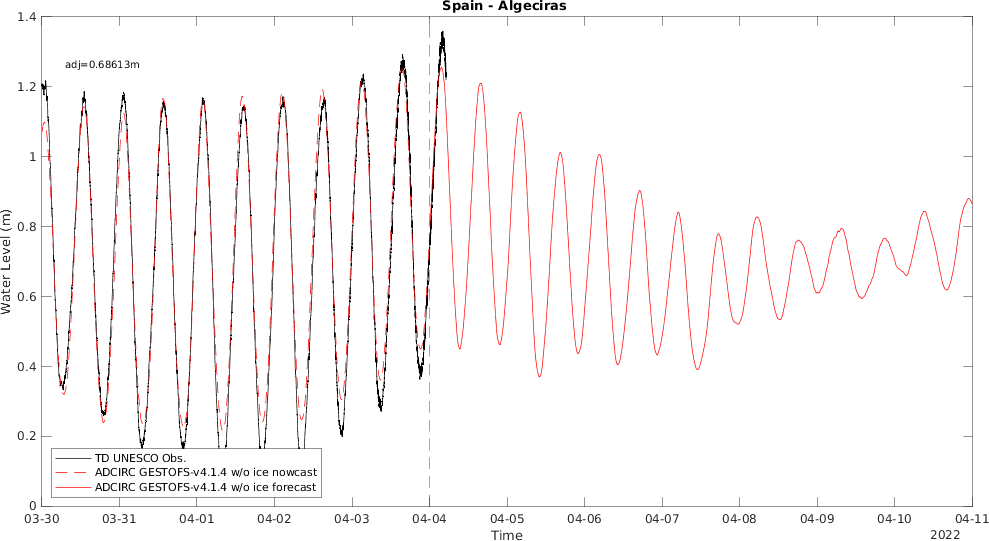 Spain - Algeciras
1.4
adj=0.68613m
1.2
1
0.8
0.6
0.4
0.2
0
Water Level (m)
TD UNESCO Obs.
ADCIRC GESTOFS-v4.1.4 w/o ice nowcast
ADCIRC GESTOFS-v4.1.4 w/o ice forecast
03-30 03-31 04-01 04-02 04-03 04-04 04-05 04-06 04-07 04-08 04-09 04-10 04-11
Time
2022